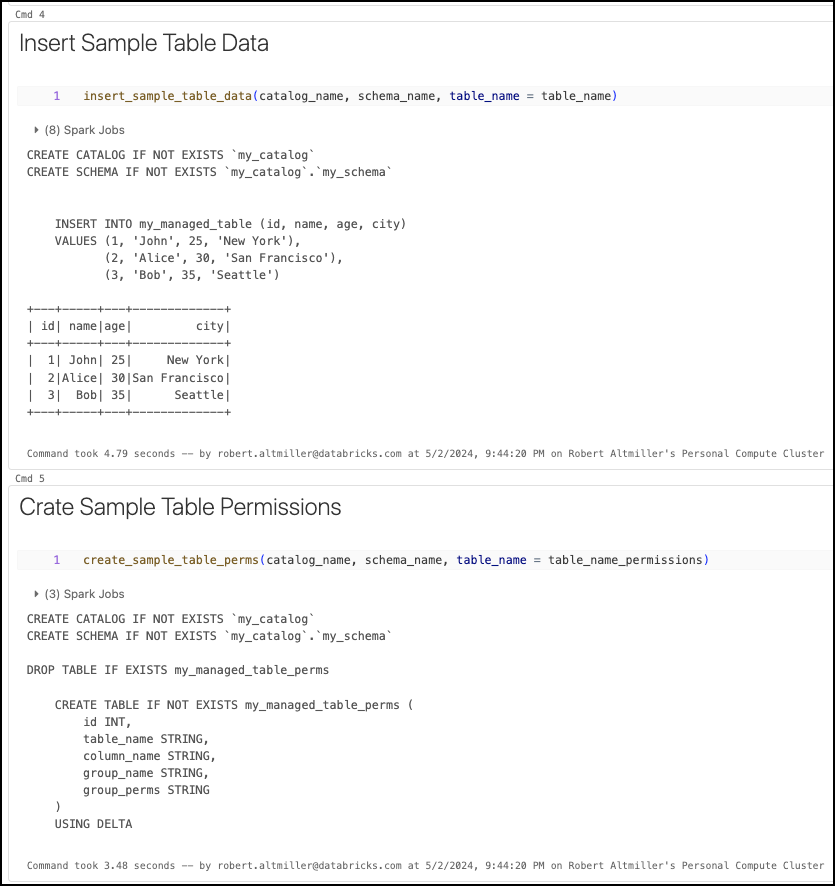 Cmd 4
Insert Sample Table Data
1 insert_sample_table_data(catalog_name, schema_name, table_name = table_name)
(8) Spark Jobs
CREATE CATALOG IF NOT EXISTS `my_catalog`
CREATE SCHEMA IF NOT EXISTS `my_catalog`.`my_schema`
    INSERT INTO my_managed_table (id, name, age, city)
    VALUES (1, 'John', 25, 'New York'),
           (2, 'Alice', 30, 'San Francisco'),
           (3, 'Bob', 35, 'Seattle')
+---+-----+---+-------------+
| id| name|age|         city|
+---+-----+---+-------------+
|  1| John| 25|     New York|
|  2|Alice| 30|San Francisco|
|  3|  Bob| 35|      Seattle|
+---+-----+---+-------------+
Command took 4.79 seconds -- by robert.altmiller@databricks.com at 5/2/2024, 9:44:20 PM on Robert Altmiller's Personal Compute Cluster
Cmd 5
Crate Sample Table Permissions
1 create_sample_table_perms(catalog_name, schema_name, table_name = table_name_permissions)
(3) Spark Jobs
CREATE CATALOG IF NOT EXISTS `my_catalog`
CREATE SCHEMA IF NOT EXISTS `my_catalog`.`my_schema`
DROP TABLE IF EXISTS my_managed_table_perms
    CREATE TABLE IF NOT EXISTS my_managed_table_perms (
        id INT,
        table_name STRING,
        column_name STRING,
        group_name STRING,
        group_perms STRING
    )
    USING DELTA
Command took 3.48 seconds -- by robert.altmiller@databricks.com at 5/2/2024, 9:44:20 PM on Robert Altmiller's Personal Compute Cluster